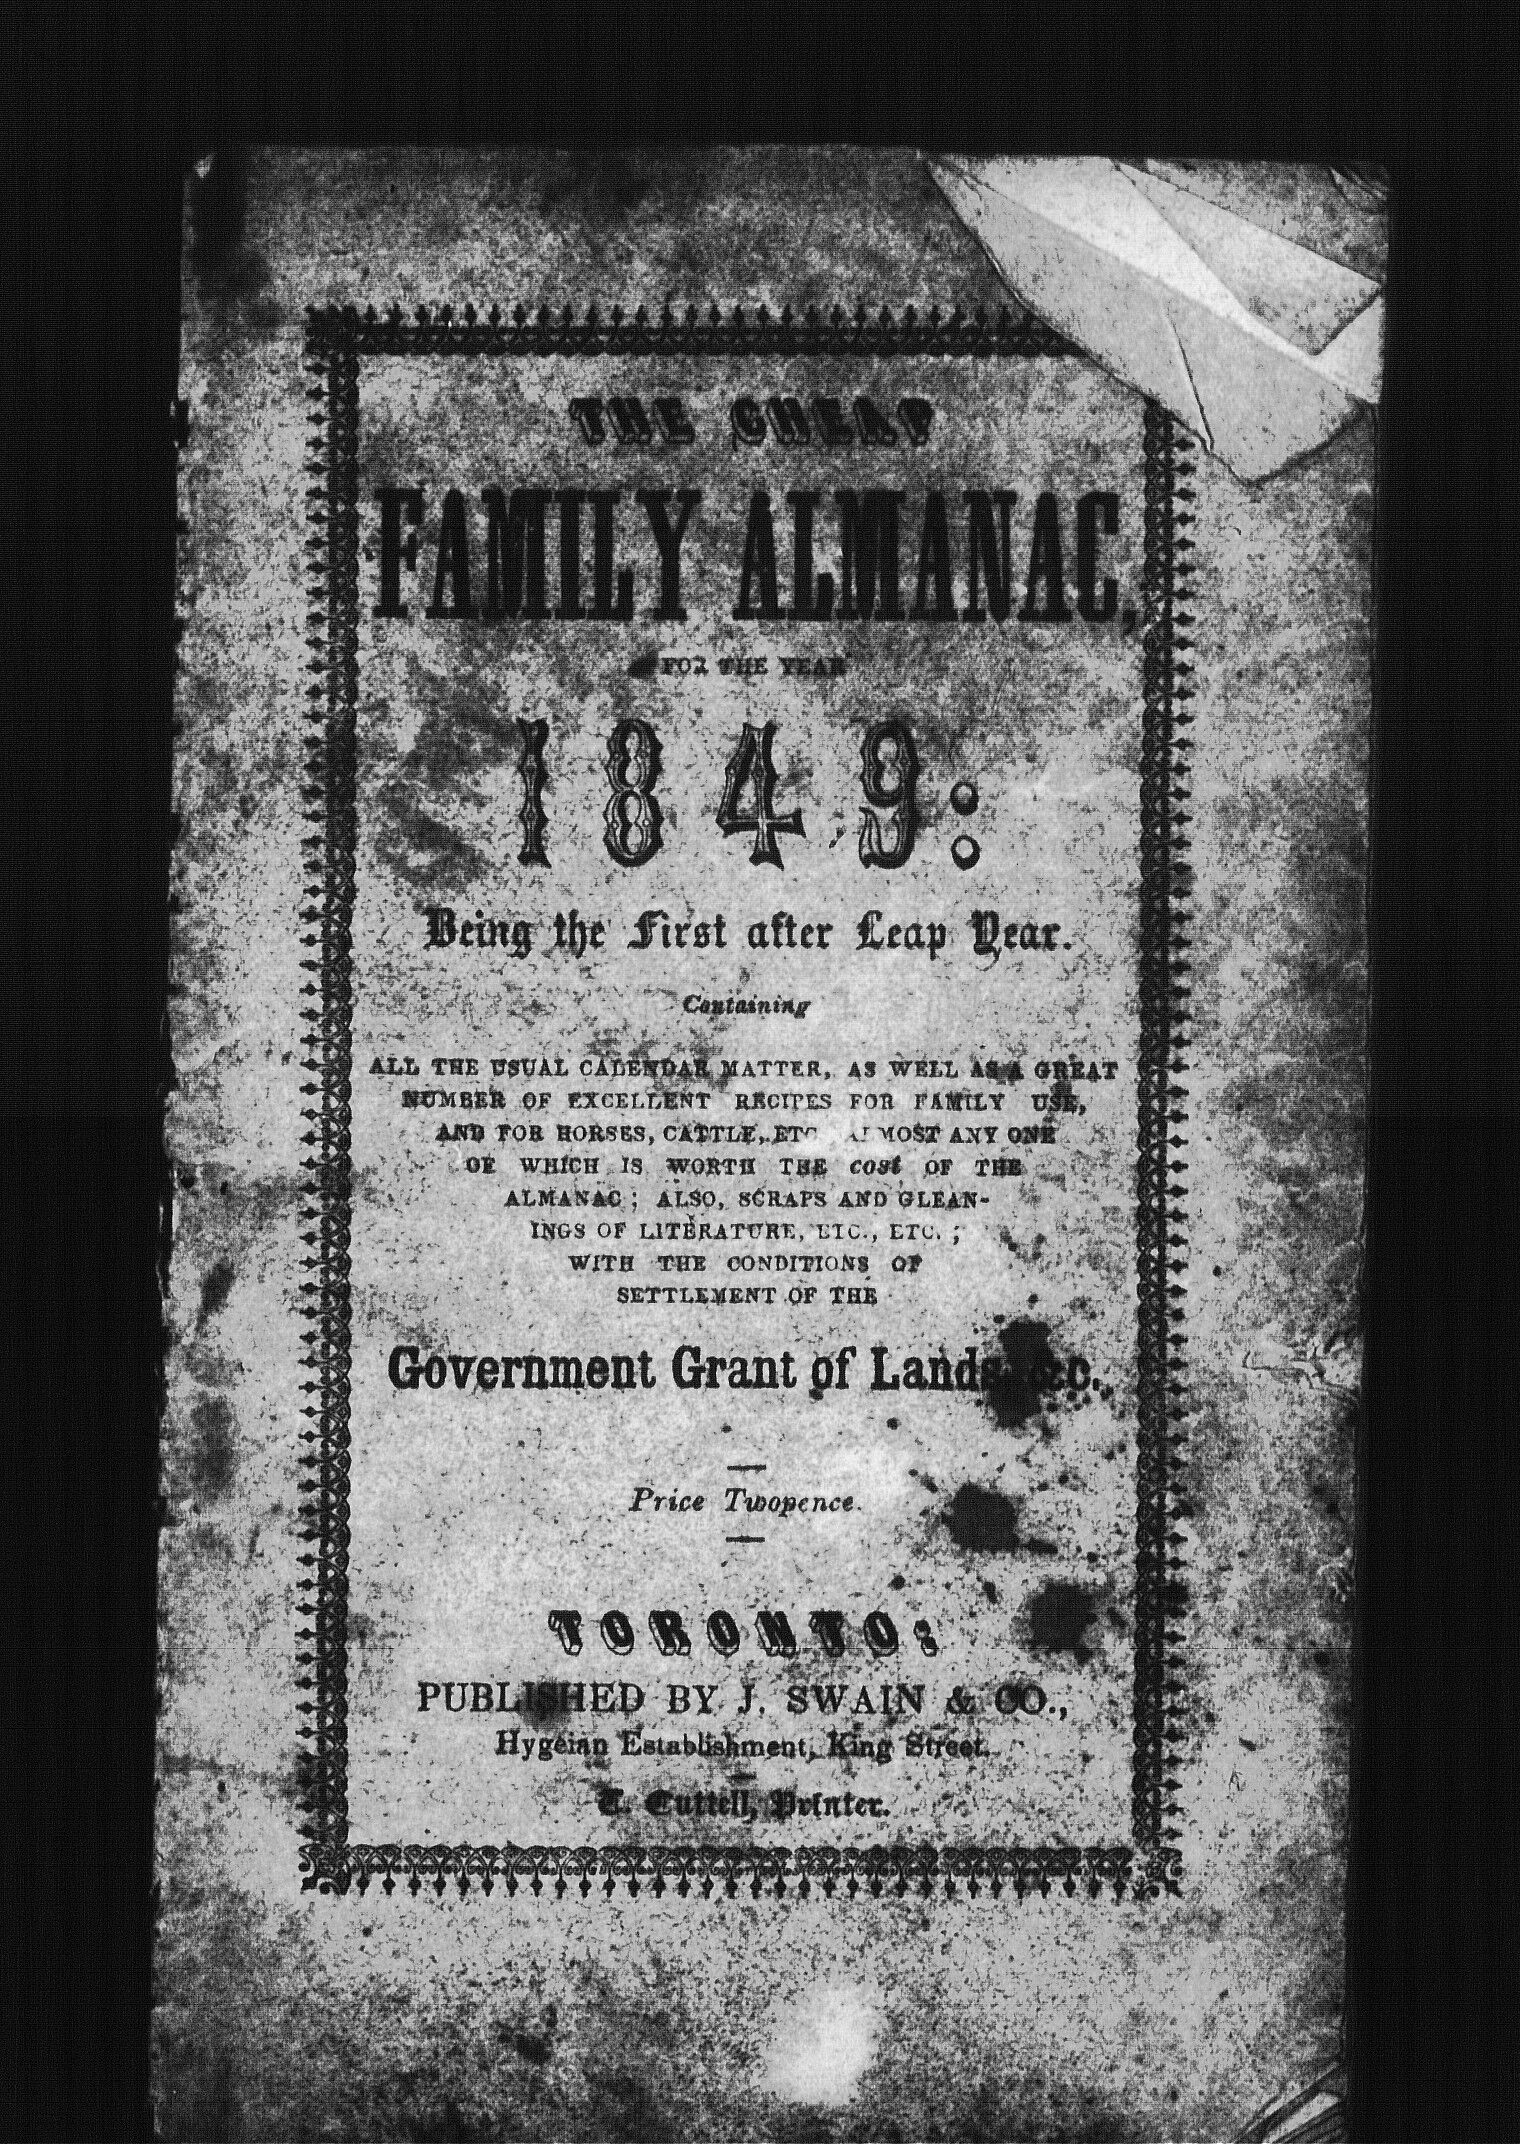 THE CHEAP
FAMILY ALMANAC,
FOR THE YEAR
1849:
Being the First after Leap Year.
Containing
ALL THE USUAL CALENDAR MATTER, AS WELL AS A GREAT
NUMBER OF EXCELLENT RECIPES FOR FAMILY USE,
AND FOR HORSES, CATTLE, ETC ALMOST ANY ONE
OF WHICH IS WORTH THE cost OF THE
ALMANAC; ALSO, SCRAPS AND GLEAN-
INGS OF LITERATURE, ETC., ETC.;
WITH THE CONDITIONS OF
SETTLEMENT OF THE
Government Grant of Lands, &c.
Price Twopence.
TORONTO:
PUBLISHED BY J. SWAIN & CO.,
Hygeian Establishment, King Street.
T. Cuttell, Printer.